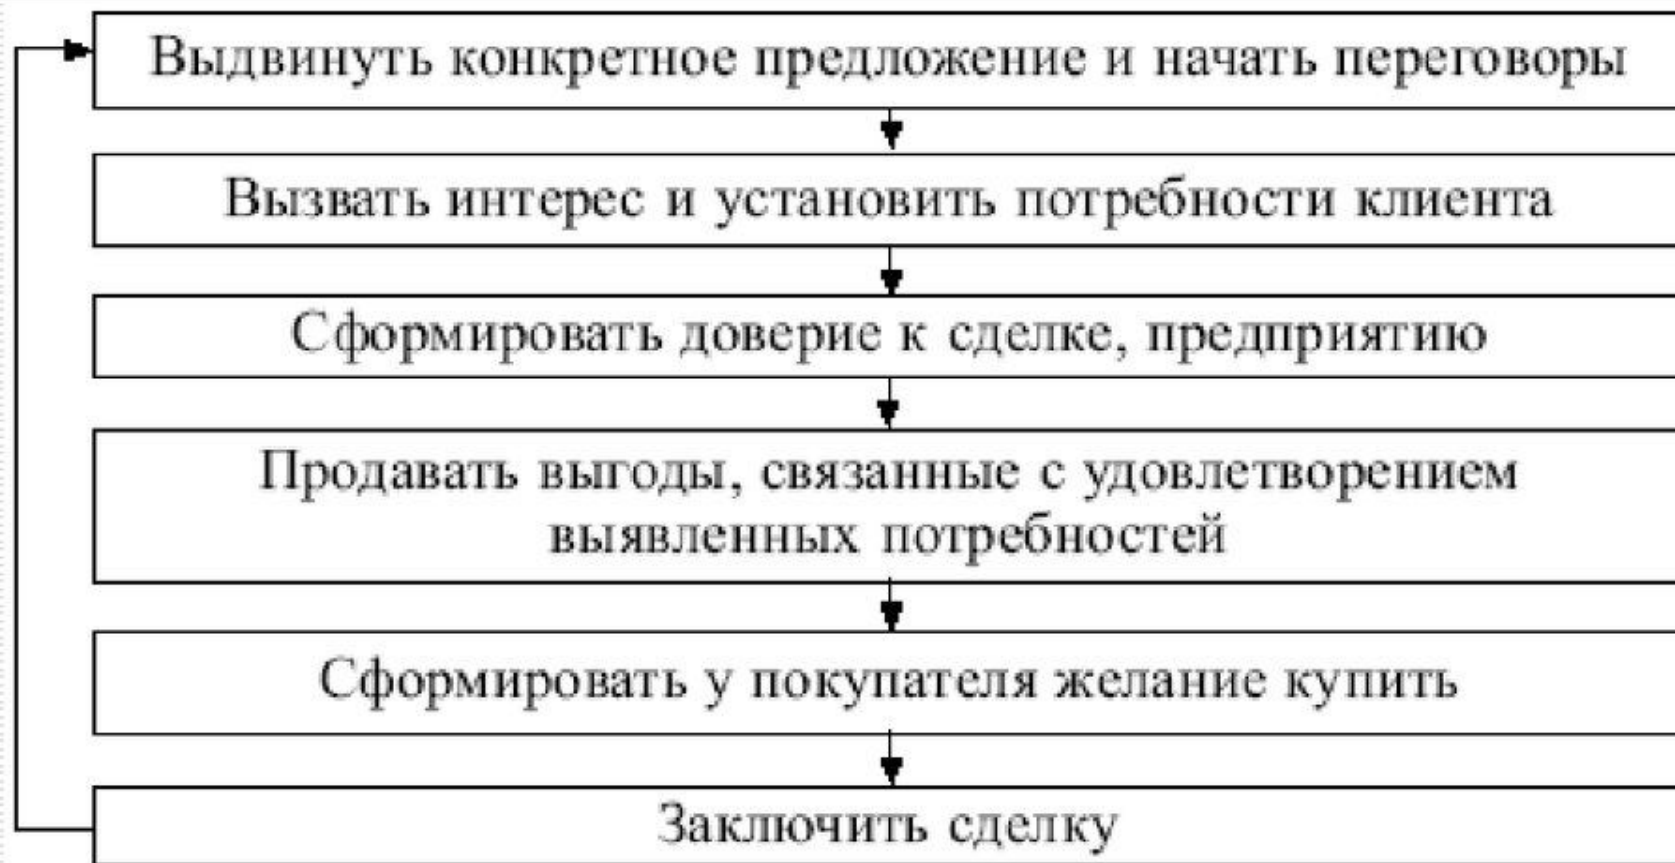 Выдвинуть конкретное предложение и начать переговоры
Вызвать интерес и установить потребности клиента
Сформировать доверие к сделке, предприятию
Продавать выгоды, связанные с удовлетворением
выявленных потребностей
Сформировать у покупателя желание купить
Заключить сделку